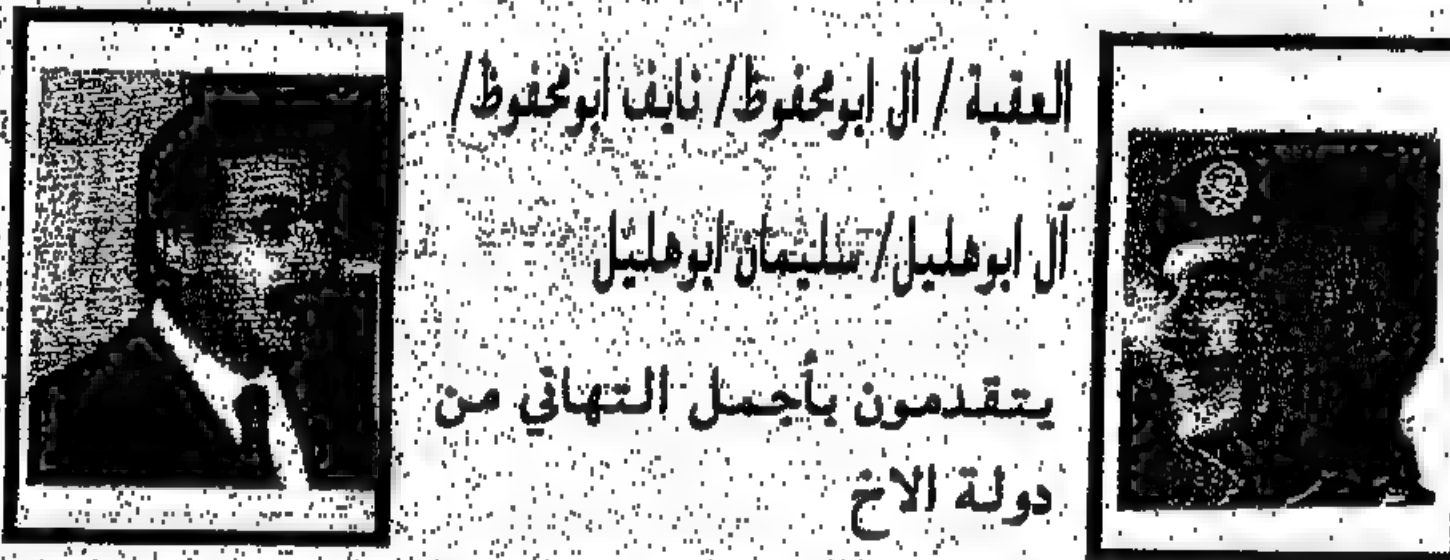 العقبة / آل ابومحفوظ/ نايف ابومحفوظ/
آل ابوهليل/ سليمان ابوهليل
يتقدمون بأجمل التهاني من
دولة الاخ